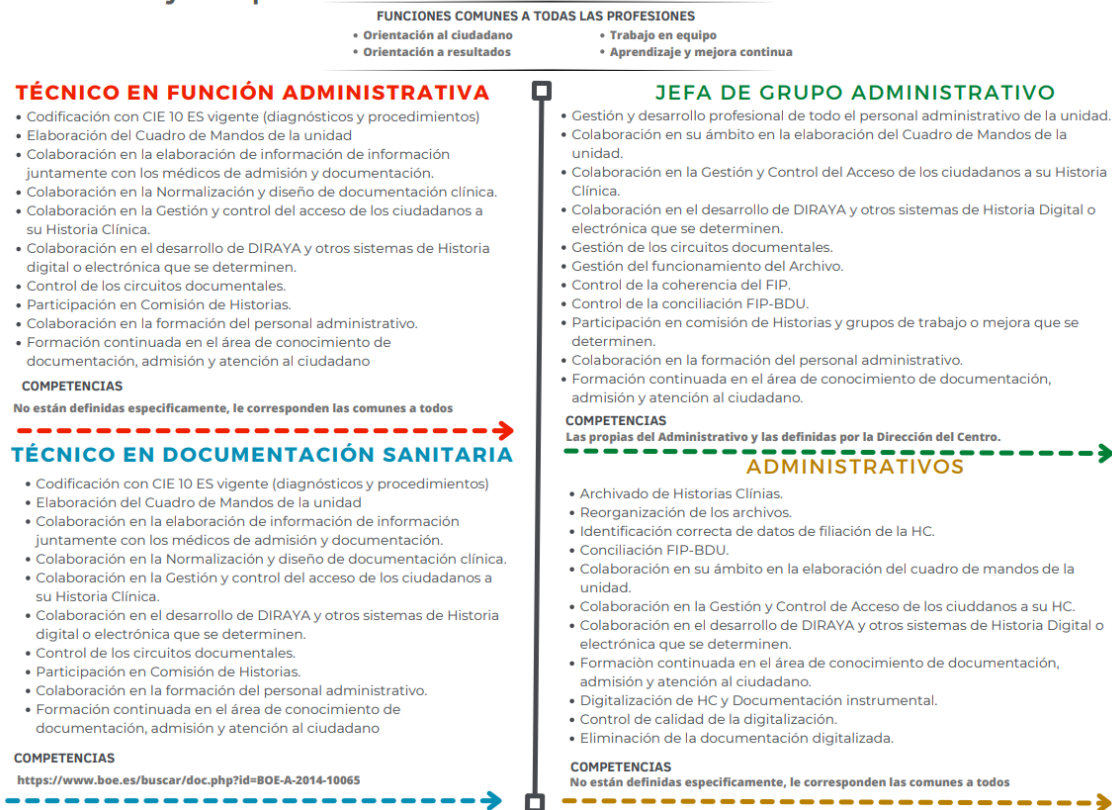 FUNCIONES COMUNES A TODAS LAS PROFESIONES
• Orientación al ciudadano
• Orientación a resultados
• Trabajo en equipo
• Aprendizaje y mejora continua
TÉCNICO EN FUNCIÓN ADMINISTRATIVA
• Codificación con CIE 10 ES vigente (diagnósticos y procedimientos)
• Elaboración del Cuadro de Mandos de la unidad
• Colaboración en la elaboración de información de información
juntamente con los médicos de admisión y documentación.
• Colaboración en la Normalización y diseño de documentación clínica.
• Colaboración en la Gestión y control del acceso de los ciudadanos a
su Historia Clínica.
• Colaboración en el desarrollo de DIRAYA y otros sistemas de Historia
digital o electrónica que se determinen.
• Control de los circuitos documentales.
• Participación en Comisión de Historias.
• Colaboración en la formación del personal administrativo.
• Formación continuada en el área de conocimiento de
documentación, admisión y atención al ciudadano
COMPETENCIAS
No están definidas especificamente, le corresponden las comunes a todos
TÉCNICO EN DOCUMENTACIÓN SANITARIA
• Codificación con CIE 10 ES vigente (diagnósticos y procedimientos)
• Elaboración del Cuadro de Mandos de la unidad
• Colaboración en la elaboración de información de información
juntamente con los médicos de admisión y documentación.
• Colaboración en la Normalización y diseño de documentación clínica.
• Colaboración en la Gestión y control del acceso de los ciudadanos a
su Historia Clínica.
• Colaboración en el desarrollo de DIRAYA y otros sistemas de Historia
digital o electrónica que se determinen.
• Control de los circuitos documentales.
• Participación en Comisión de Historias.
• Colaboración en la formación del personal administrativo.
• Formación continuada en el área de conocimiento de
documentación, admisión y atención al ciudadano
COMPETENCIAS
https://www.boe.es/buscar/doc.php?id=BOE-A-2014-10065
JEFA DE GRUPO ADMINISTRATIVO
• Gestión y desarrollo profesional de todo el personal administrativo de la unidad.
• Colaboración en su ámbito en la elaboración del Cuadro de Mandos de la
unidad.
• Colaboración en la Gestión y Control del Acceso de los ciudadanos a su Historia
Clínica.
• Colaboración en el desarrollo de DIRAYA y otros sistemas de Historia Digital o
electrónica que se determinen.
• Gestión de los circuitos documentales.
• Gestión del funcionamiento del Archivo.
• Control de la coherencia del FIP.
• Control de la conciliación FIP-BDU.
• Participación en comisión de Historias y grupos de trabajo o mejora que se
determinen.
• Colaboración en la formación del personal administrativo.
• Formación continuada en el área de conocimiento de documentación,
admisión y atención al ciudadano.
COMPETENCIAS
Las propias del Administrativo y las definidas por la Dirección del Centro.
ADMINISTRATIVOS
• Archivado de Historias Clínias.
• Reorganización de los archivos.
• Identificación correcta de datos de filiación de la HC.
• Conciliación FIP-BDU.
• Colaboración en su ámbito en la elaboración del cuadro de mandos de la
unidad.
• Colaboración en la Gestión y Control de Acceso de los ciuddanos a su HC.
• Colaboración en el desarrollo de DIRAYA y otros sistemas de Historia Digital o
electrónica que se determinen.
• Formaciòn continuada en el área de conocimiento de documentación,
admisión y atención al ciudadano.
• Digitalización de HC y Documentación instrumental.
• Control de calidad de la digitalización.
• Eliminación de la documentación digitalizada.
COMPETENCIAS
No están definidas especificamente, le corresponden las comunes a todos